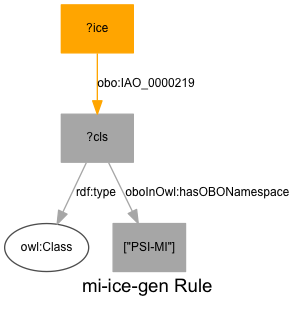 ?ice
obo:IAO_0000219
?cls
rdf:type
oboInOwl:hasOBONamespace
owl:Class
["PSI-MI"]
mi-ice-gen Rule